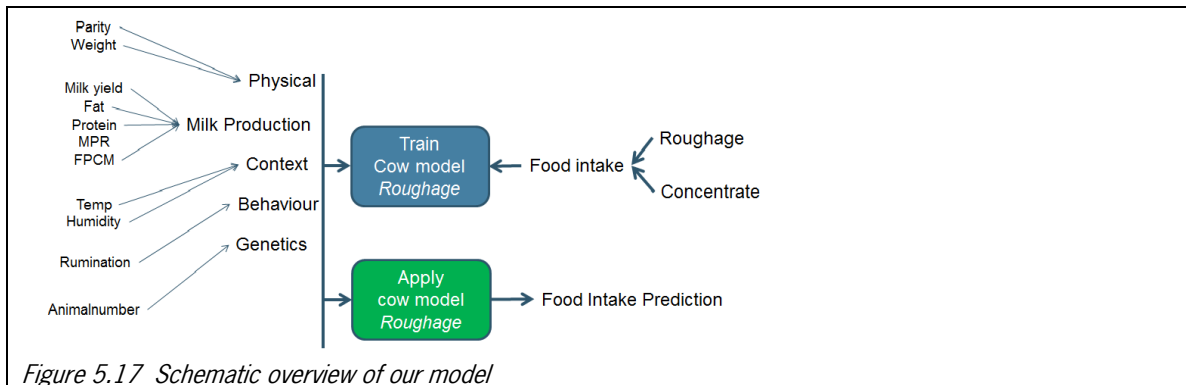 Parity
Weight
Physical
Milk yield
Fat
Protein
MPR
FPCM
Milk Production
Context
Temp
Humidity
Behaviour
Rumination
Genetics
Animalnumber
Train
Cow model
Roughage
Food intake
Roughage
Concentrate
Apply
cow model
Roughage
Food Intake Prediction
Figure 5.17 Schematic overview of our model